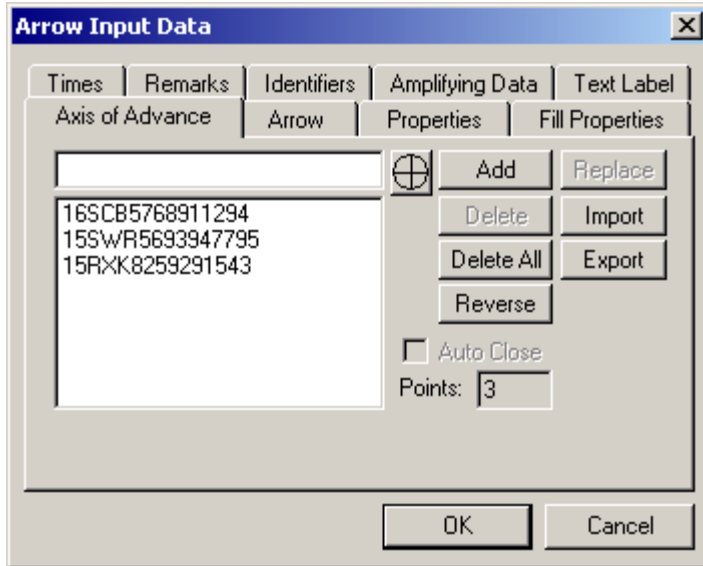 Arrow Input Data
Times Remarks Identifiers Amplifying Data Text Label
Axis of Advance Arrow Properties Fill Properties
Add Replace
16SCB5768911294
15SWR5693947795
15RXK8259291543
Delete Import
Delete All Export
Reverse
Auto Close
Points: 3
OK Cancel